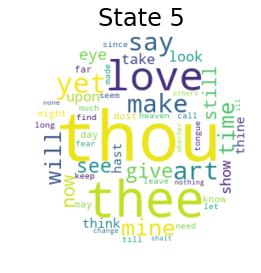 State 5
since say
eye take look
far love made
yet others
upon seem make still time
might much
none find thou
long day dost heaven call thine
will fear hast whether tongue ill
see give art show
now keep thee
may leave nothing know
think mine need let
change till shalt